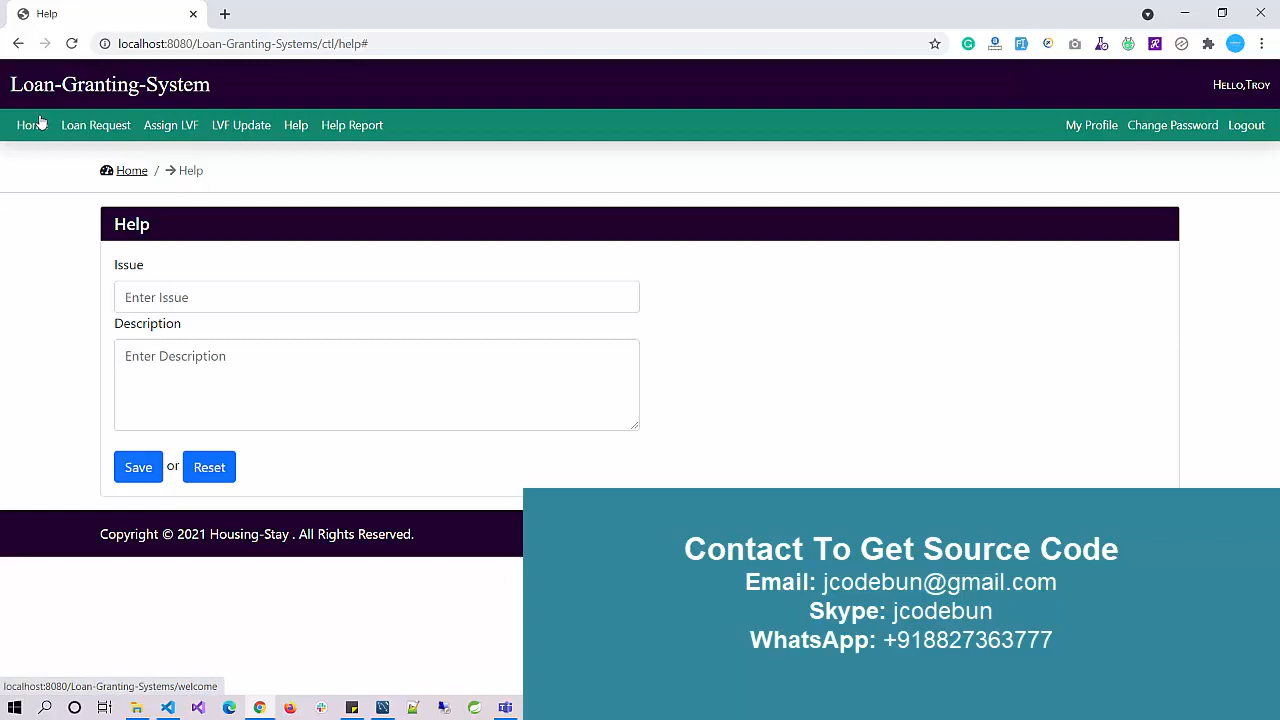 Help
localhost:8080/Loan-Granting-Systems/ctl/help#
Loan-Granting-System
Hello,Troy
Home Loan Request Assign LVF LVF Update Help Help Report My Profile Change Password Logout
Home / Help
Help
Issue
Enter Issue
Description
Enter Description
Save or Reset
Copyright © 2021 Housing-Stay . All Rights Reserved.
Contact To Get Source Code
Email: jcodebun@gmail.com
Skype: jcodebun
WhatsApp: +918827363777
localhost:8080/Loan-Granting-Systems/welcome